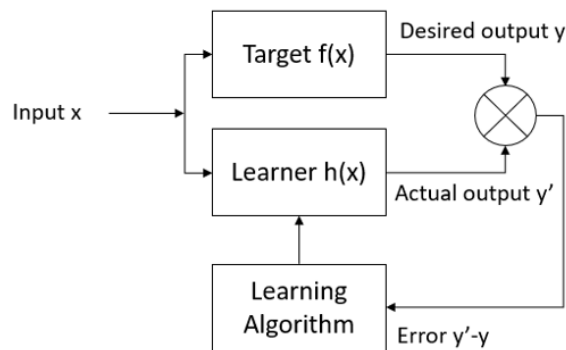 Desired output y
Target f(x)
Input x
Learner h(x)
Actual output y’
Learning
Algorithm
Error y’-y